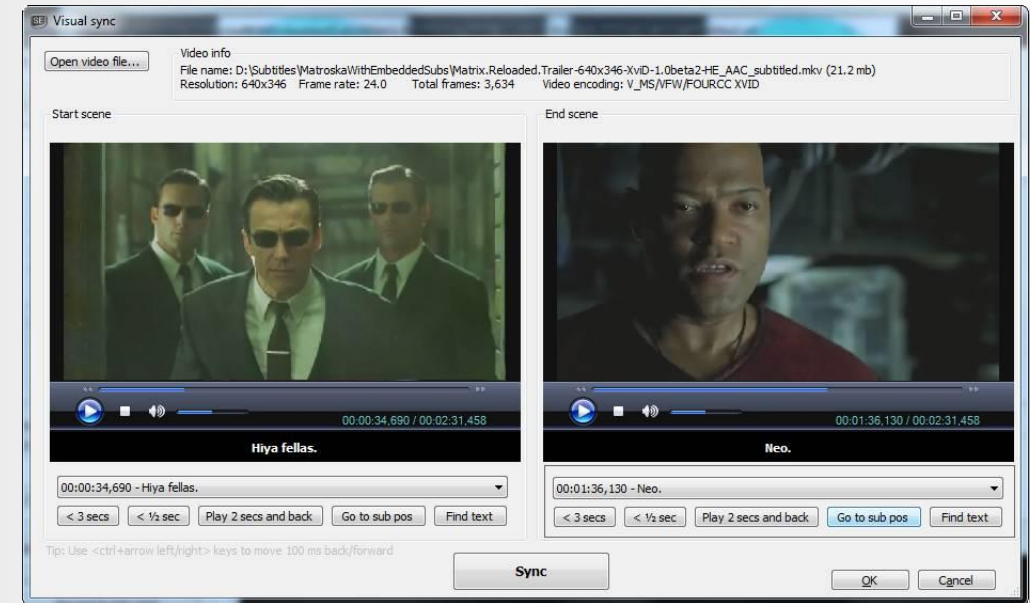 SE Visual sync
Open video file...
Video info
File name: D:\Subtitles\MatroskaWithEmbeddedSubs\Matrix.Reloaded.Trailer-640x346-XviD-1.0beta2-HE_AAC_subtitled.mkv (21.2 mb)
Resolution: 640x346 Frame rate: 24.0 Total frames: 3,634 Video encoding: V_MS/VFW/FOURCC XVID
Start scene
00:00:34,690 / 00:02:31,458
Hiya fellas.
00:00:34,690 - Hiya fellas.
< 3 secs < ½ sec Play 2 secs and back Go to sub pos Find text
End scene
00:01:36,130 / 00:02:31,458
Neo.
00:01:36,130 - Neo.
< 3 secs < ½ sec Play 2 secs and back Go to sub pos Find text
Tip: Use <ctrl+arrow left/right> keys to move 100 ms back/forward
Sync
OK Cancel